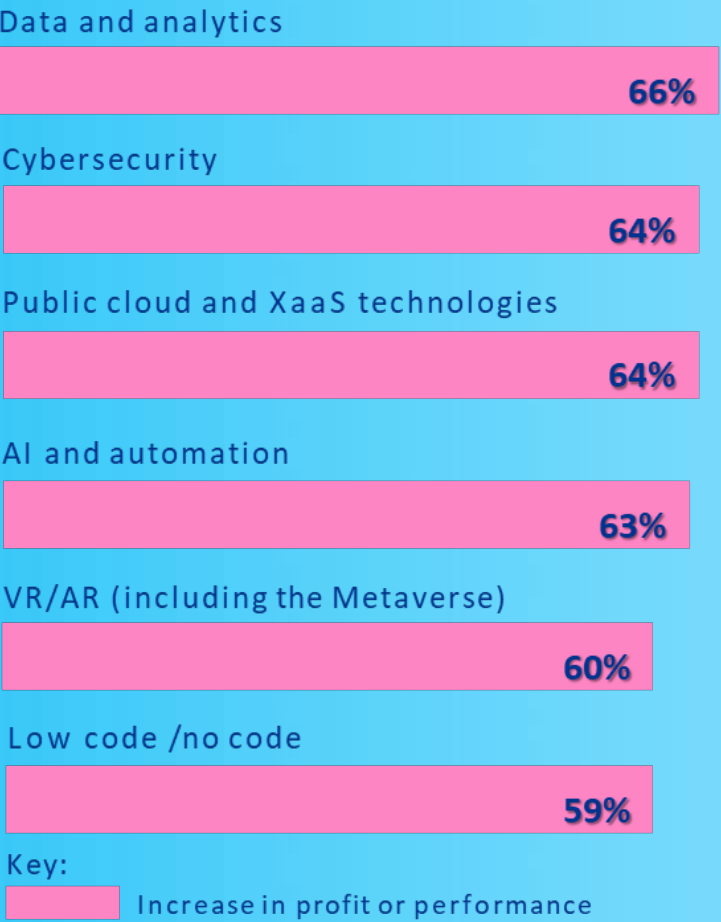 Data and analytics
66%
Cybersecurity
64%
Public cloud and XaaS technologies
64%
AI and automation
63%
VR/AR (including the Metaverse)
60%
Low code /no code
59%
Key:
Increase in profit or performance